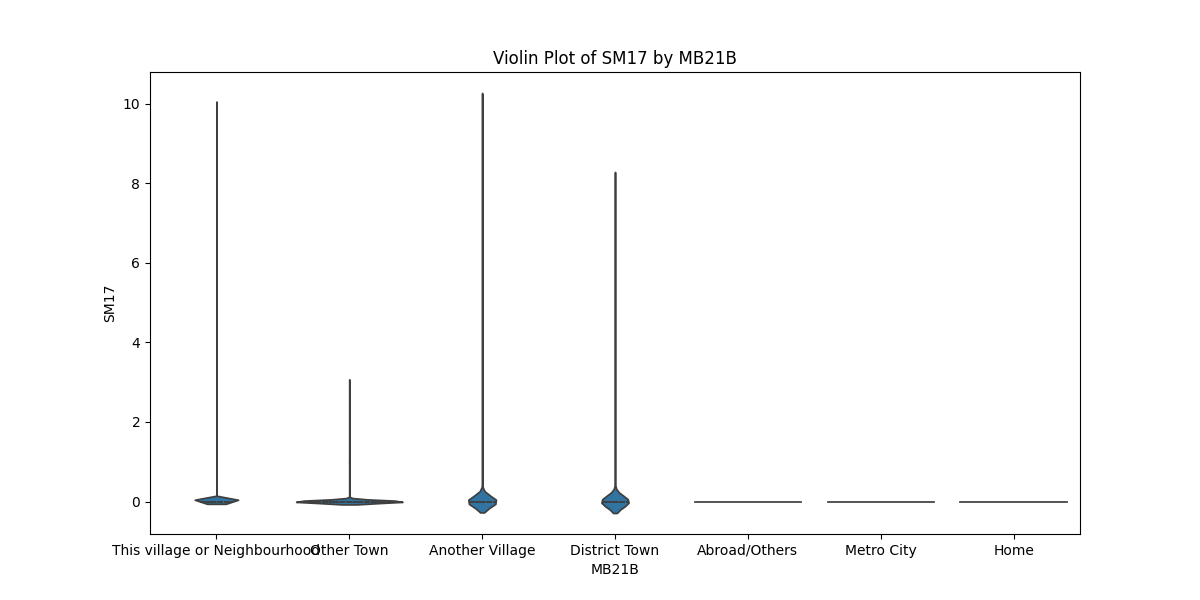 Violin Plot of SM17 by MB21B
10
8
6
4
2
0
SM17
This village or Neighbourhood Other Town Another Village District Town Abroad/Others Metro City Home
MB21B